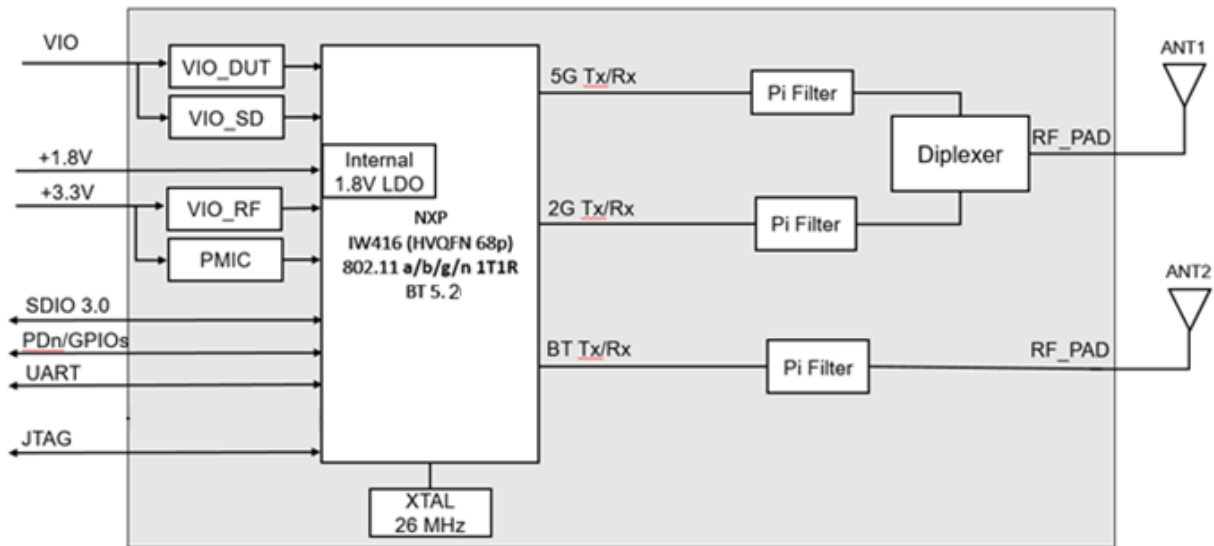 VIO
VIO_DUT
VIO_SD
+1.8V
+3.3V
VIO_RF
PMIC
SDIO 3.0
PDn/GPIOs
UART
JTAG
Internal
1.8V LDO
NXP
IW416 (HVQFN 68p)
802.11 a/b/g/n 1T1R
BT 5.2
XTAL
26 MHz
5G Tx/Rx
Pi Filter
2G Tx/Rx
Pi Filter
BT Tx/Rx
Pi Filter
Diplexer
RF_PAD
ANT1
RF_PAD
ANT2